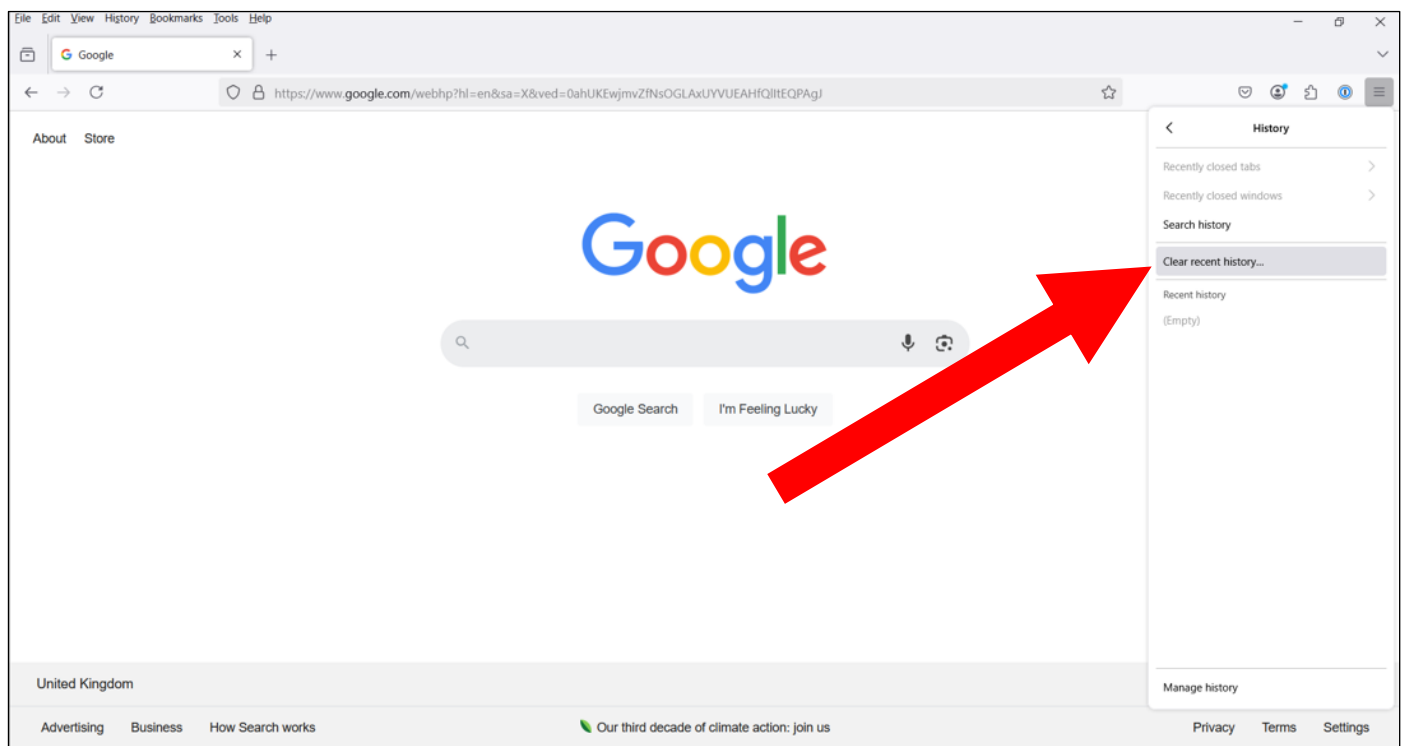 File Edit View History Bookmarks Tools Help
Google
https://www.google.com/webhp?hl=en&sa=X&ved=0ahUKEwjmvZfNsOGLAxUYVUEAHfQIItEQPAgJ
History
About Store
Recently closed tabs
Recently closed windows
Search history
Google
Clear recent history...
Recent history
(Empty)
Google Search I'm Feeling Lucky
United Kingdom
Manage history
Advertising Business How Search works Our third decade of climate action: join us Privacy Terms Settings